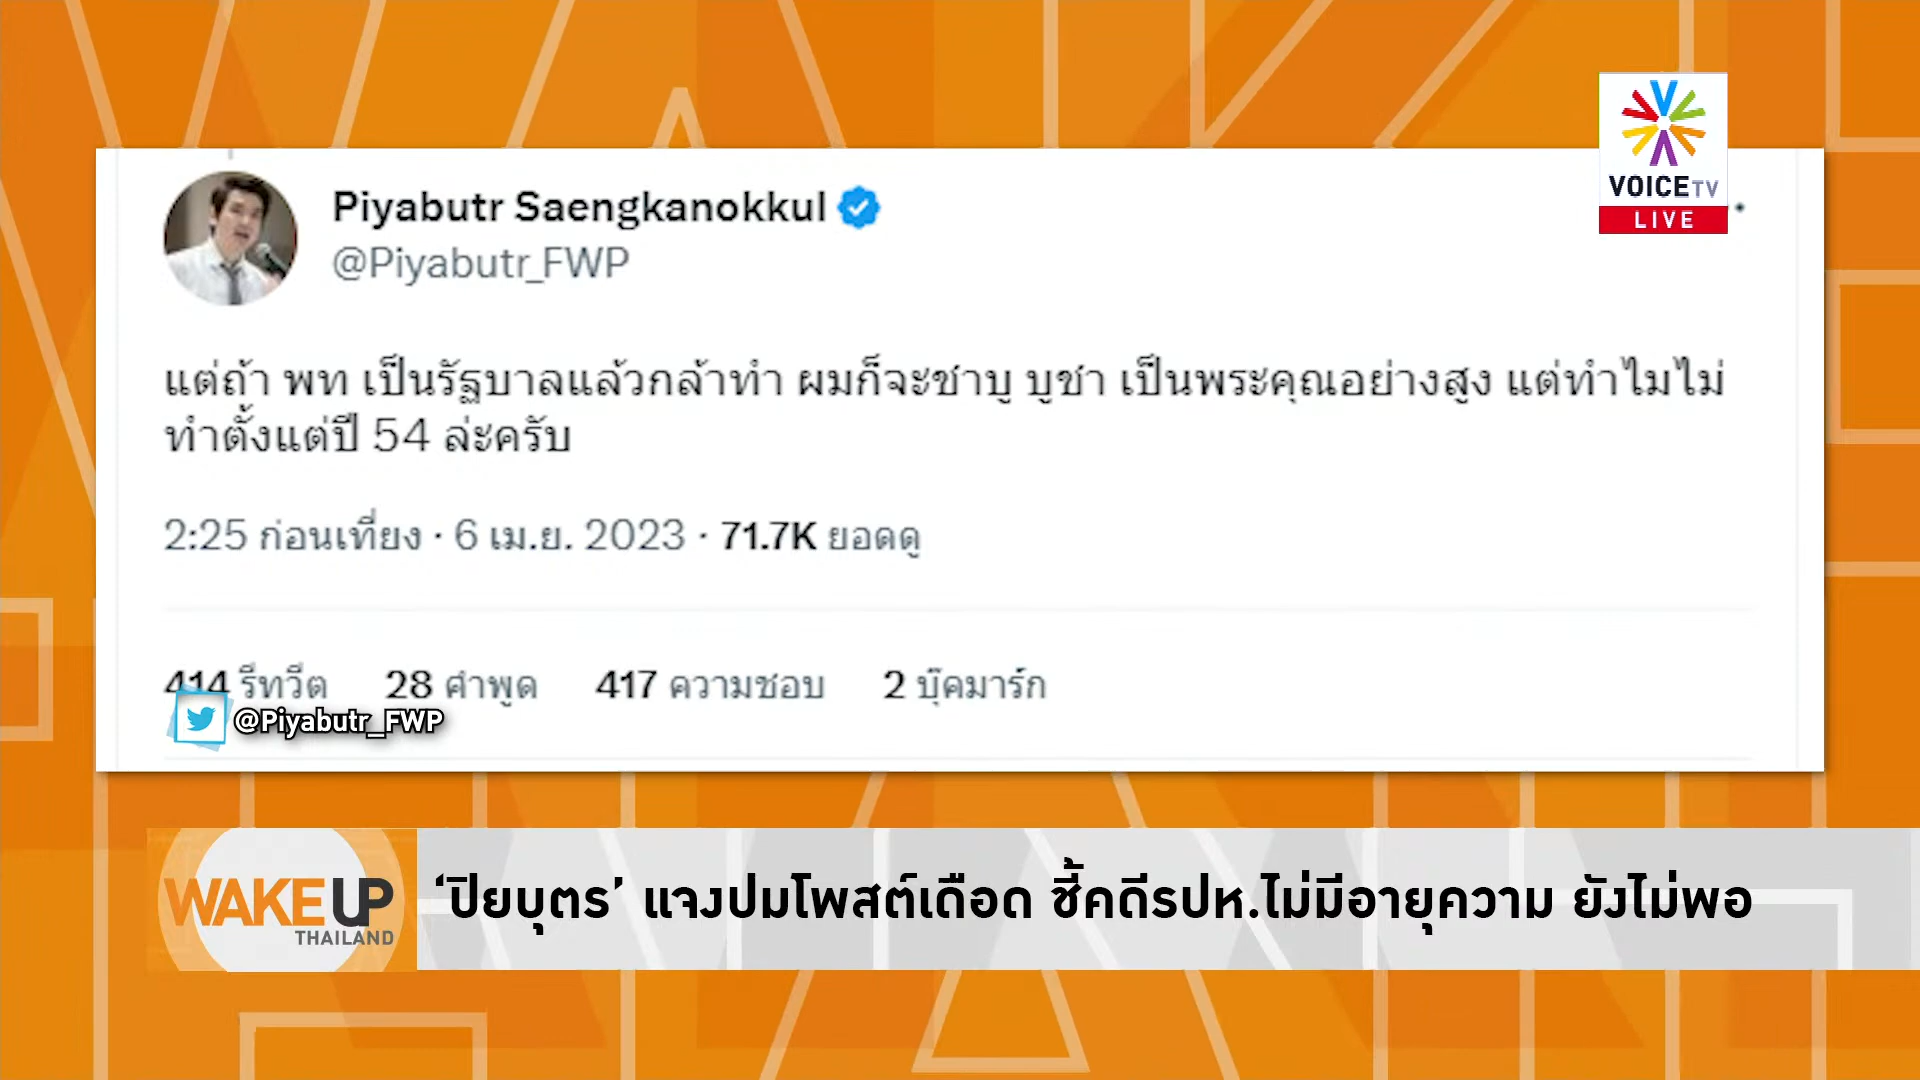 VOICE TV
LIVE
Piyabutr Saengkanokkul
@Piyabutr_FWP
แต่ถ้า พท เป็นรัฐบาลแล้วกล้าทำ ผมก็จะชาบู บูชา เป็นพระคุณอย่างสูง แต่ทำไมไม่
ทำตั้งแต่ปี 54 ล่ะครับ
2:25 ก่อนเที่ยง · 6 เม.ย. 2023 · 71.7K ยอดดู
414 รีทวีต 28 คำพูด 417 ความชอบ 2 บุ๊คมาร์ก
@Piyabutr_FWP
WAKE UP
THAILAND
‘ปิยบุตร’ แจงปมโพสต์เดือด ชี้คดีรปห.ไม่มีอายุความ ยังไม่พอ